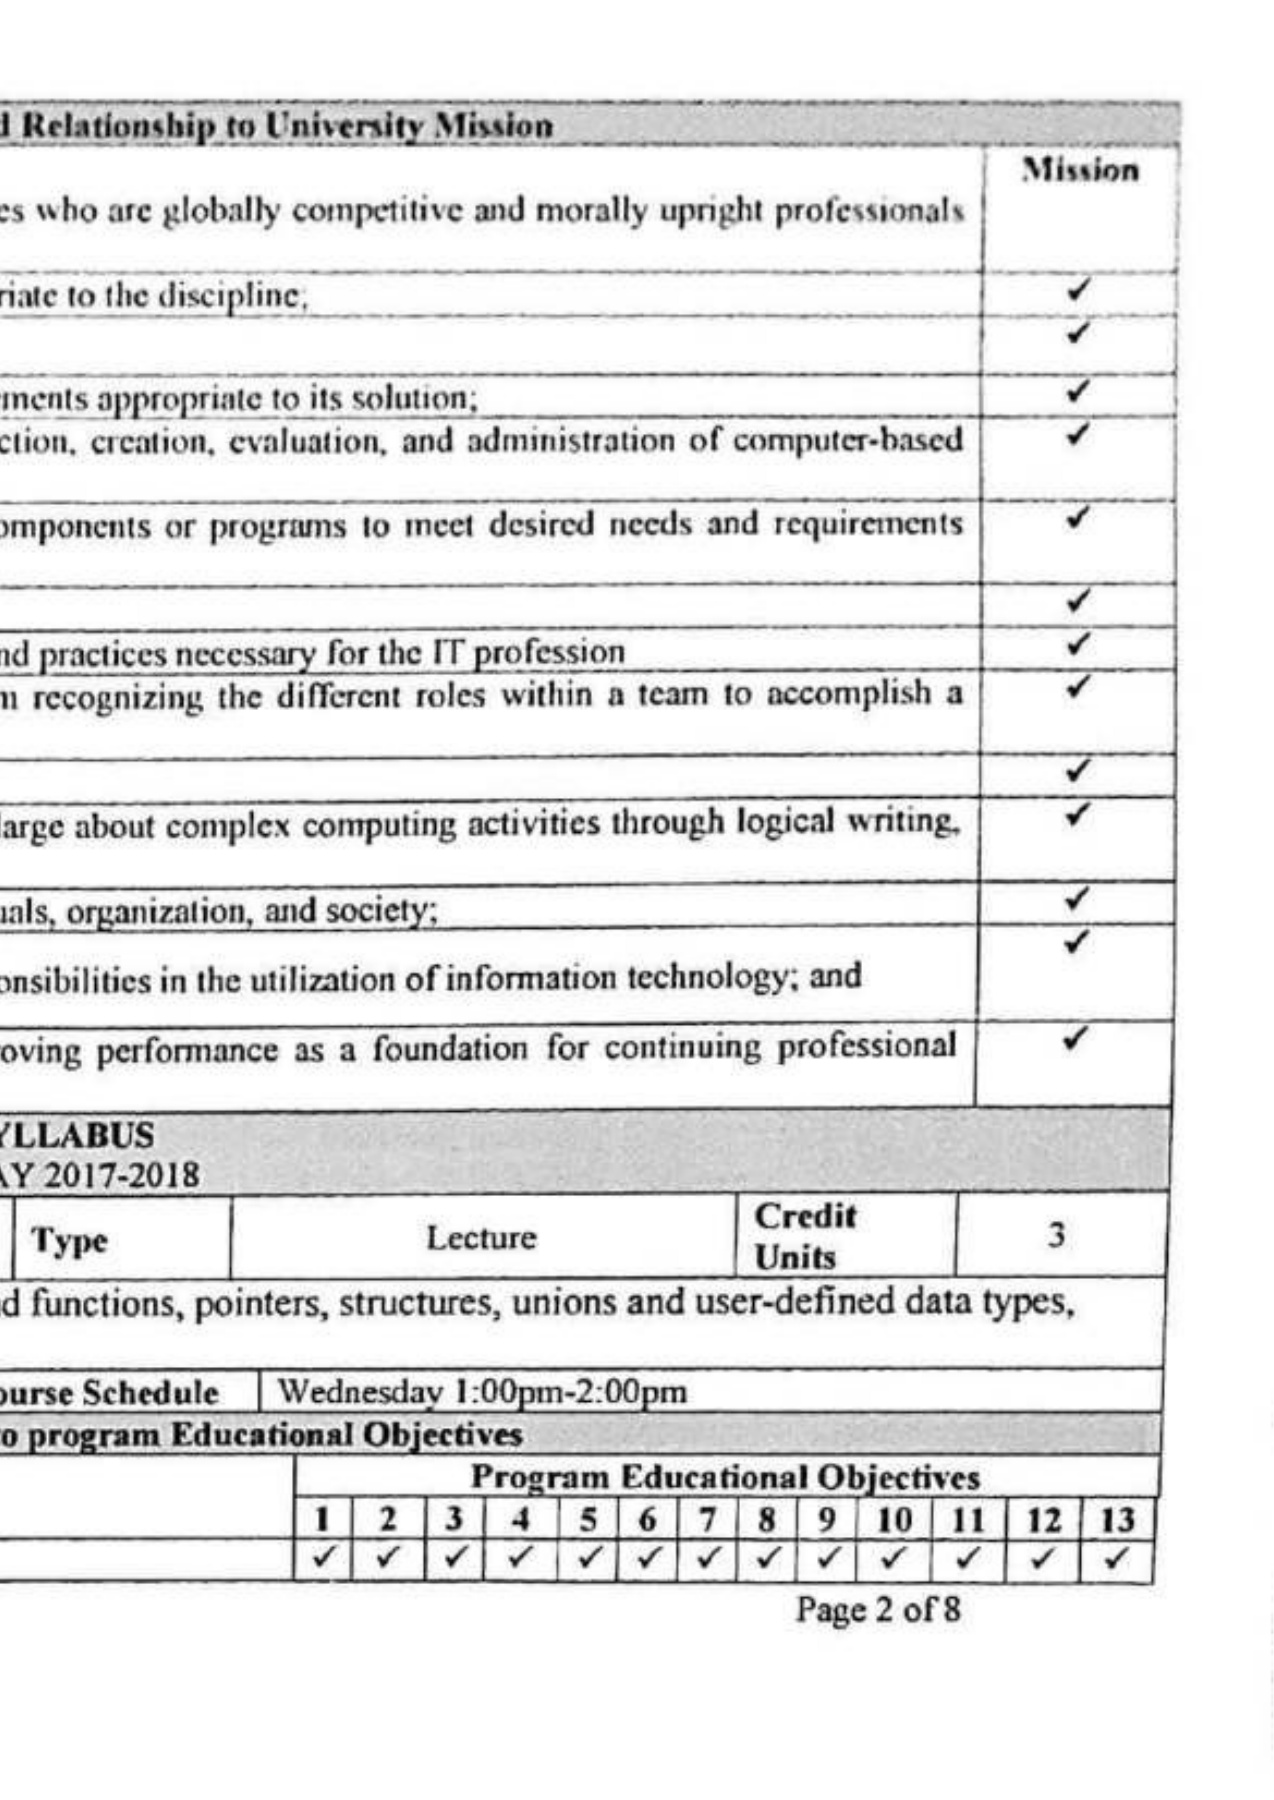 d Relationship to University Mission
Mission
es who are globally competitive and morally upright professionals
riate to the discipline; ✓
✓
ments appropriate to its solution; ✓
ction, creation, evaluation, and administration of computer-based ✓
omponents or programs to meet desired needs and requirements ✓
✓
nd practices necessary for the IT profession ✓
n recognizing the different roles within a team to accomplish a ✓
✓
large about complex computing activities through logical writing, ✓
uals, organization, and society; ✓
✓
onsibilities in the utilization of information technology; and
oving performance as a foundation for continuing professional ✓
YLLABUS
AY 2017-2018
Type Lecture Credit Units 3
d functions, pointers, structures, unions and user-defined data types,
ourse Schedule Wednesday 1:00pm-2:00pm
o program Educational Objectives
Program Educational Objectives
1 2 3 4 5 6 7 8 9 10 11 12 13
✓ ✓ ✓ ✓ ✓ ✓ ✓ ✓ ✓ ✓ ✓ ✓ ✓
Page 2 of 8